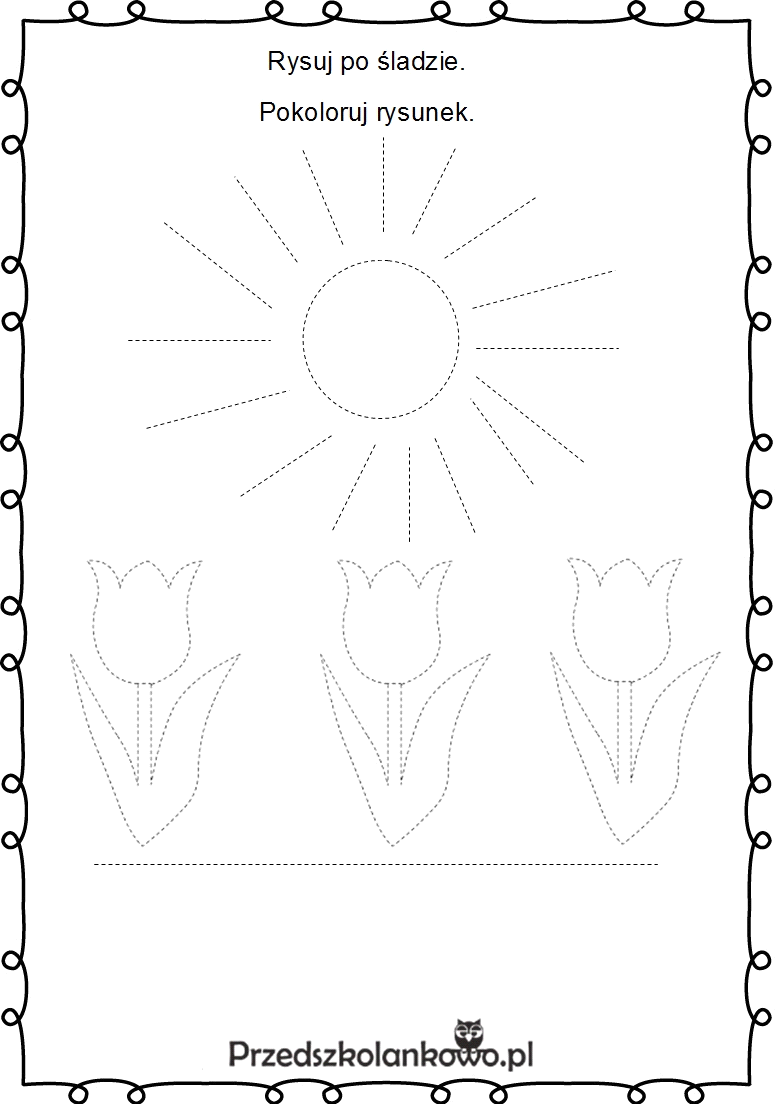 Rysuj po śladzie.
Pokoloruj rysunek.
Przedszkolankowo.pl